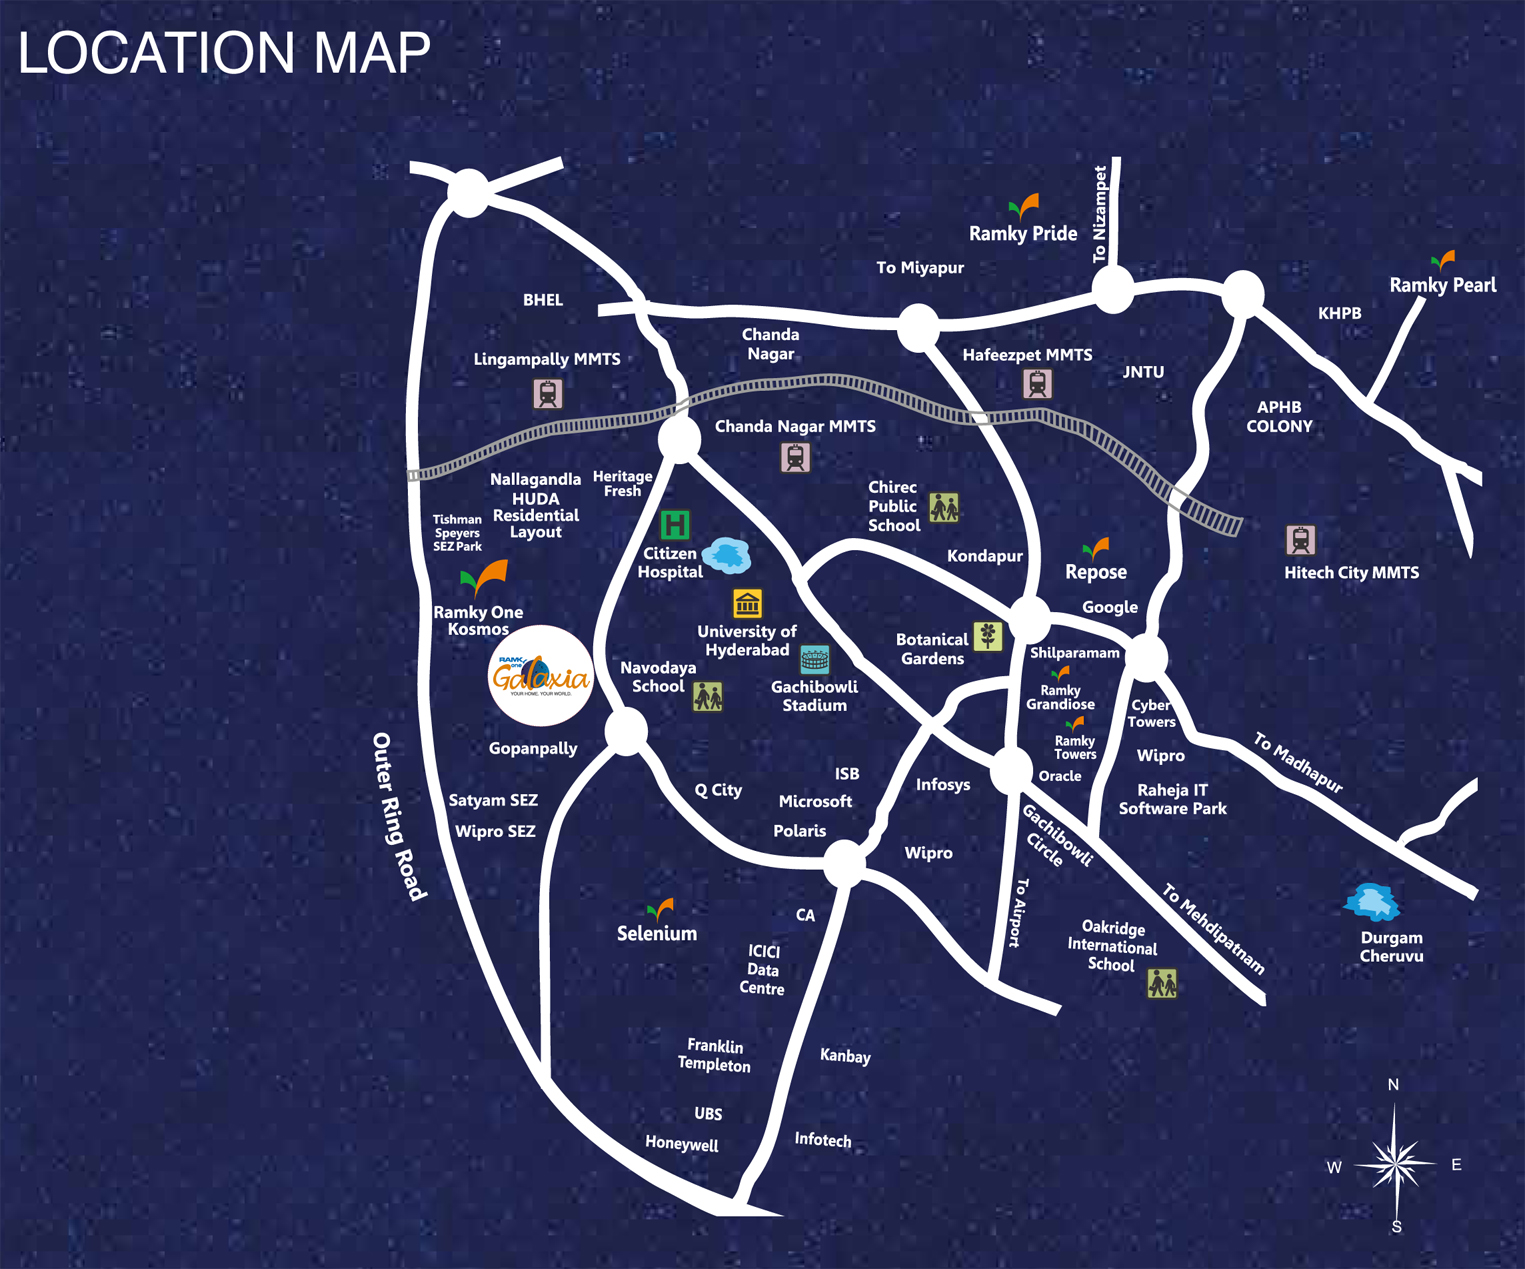 LOCATION MAP
To Nizampet
Ramky Pride
To Miyapur
Ramky Pearl
BHEL
KHPB
Chanda
Nagar
Lingampally MMTS
Hafeezpet MMTS
JNTU
APHB
COLONY
Chanda Nagar MMTS
Nallagandla
HUDA
Residential
Layout
Heritage
Fresh
Chirec
Public
School
Tishman
Speyers
SEZ Park
H
Citizen
Hospital
Kondapur
Repose
Hitech City MMTS
Ramky One
Kosmos
Google
University of
Hyderabad
Botanical
Gardens
Shilparamam
RAMKY
one
Galaxia
YOUR HOME. YOUR WORLD.
Navodaya
School
Gachibowli
Stadium
Ramky
Grandiose
Cyber
Towers
Ramky
Towers
Gopanpally
Outer Ring Road
Wipro
To Madhapur
ISB
Infosys
Oracle
Q City
Microsoft
Raheja IT
Software Park
Satyam SEZ
Wipro SEZ
Polaris
Gachibowli
Circle
Wipro
To Airport
To Mehdipatnam
CA
Selenium
Oakridge
International
School
Durgam
Cheruvu
ICICI
Data
Centre
Franklin
Templeton
Kanbay
UBS
Honeywell
Infotech
N
W
E
S